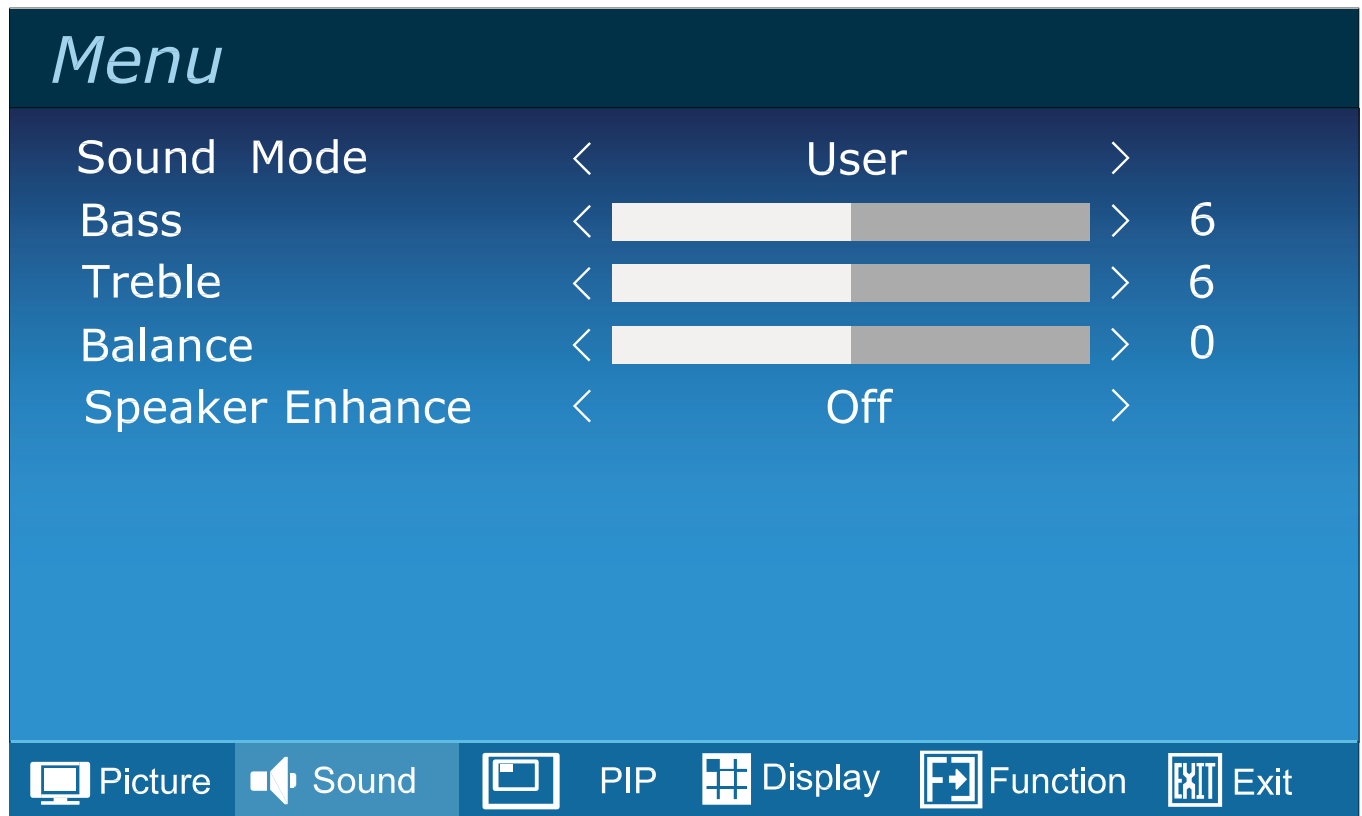 Menu
Sound Mode < User >
Bass < > 6
Treble < > 6
Balance < > 0
Speaker Enhance < Off >
Picture Sound PIP Display F Function EXIT Exit